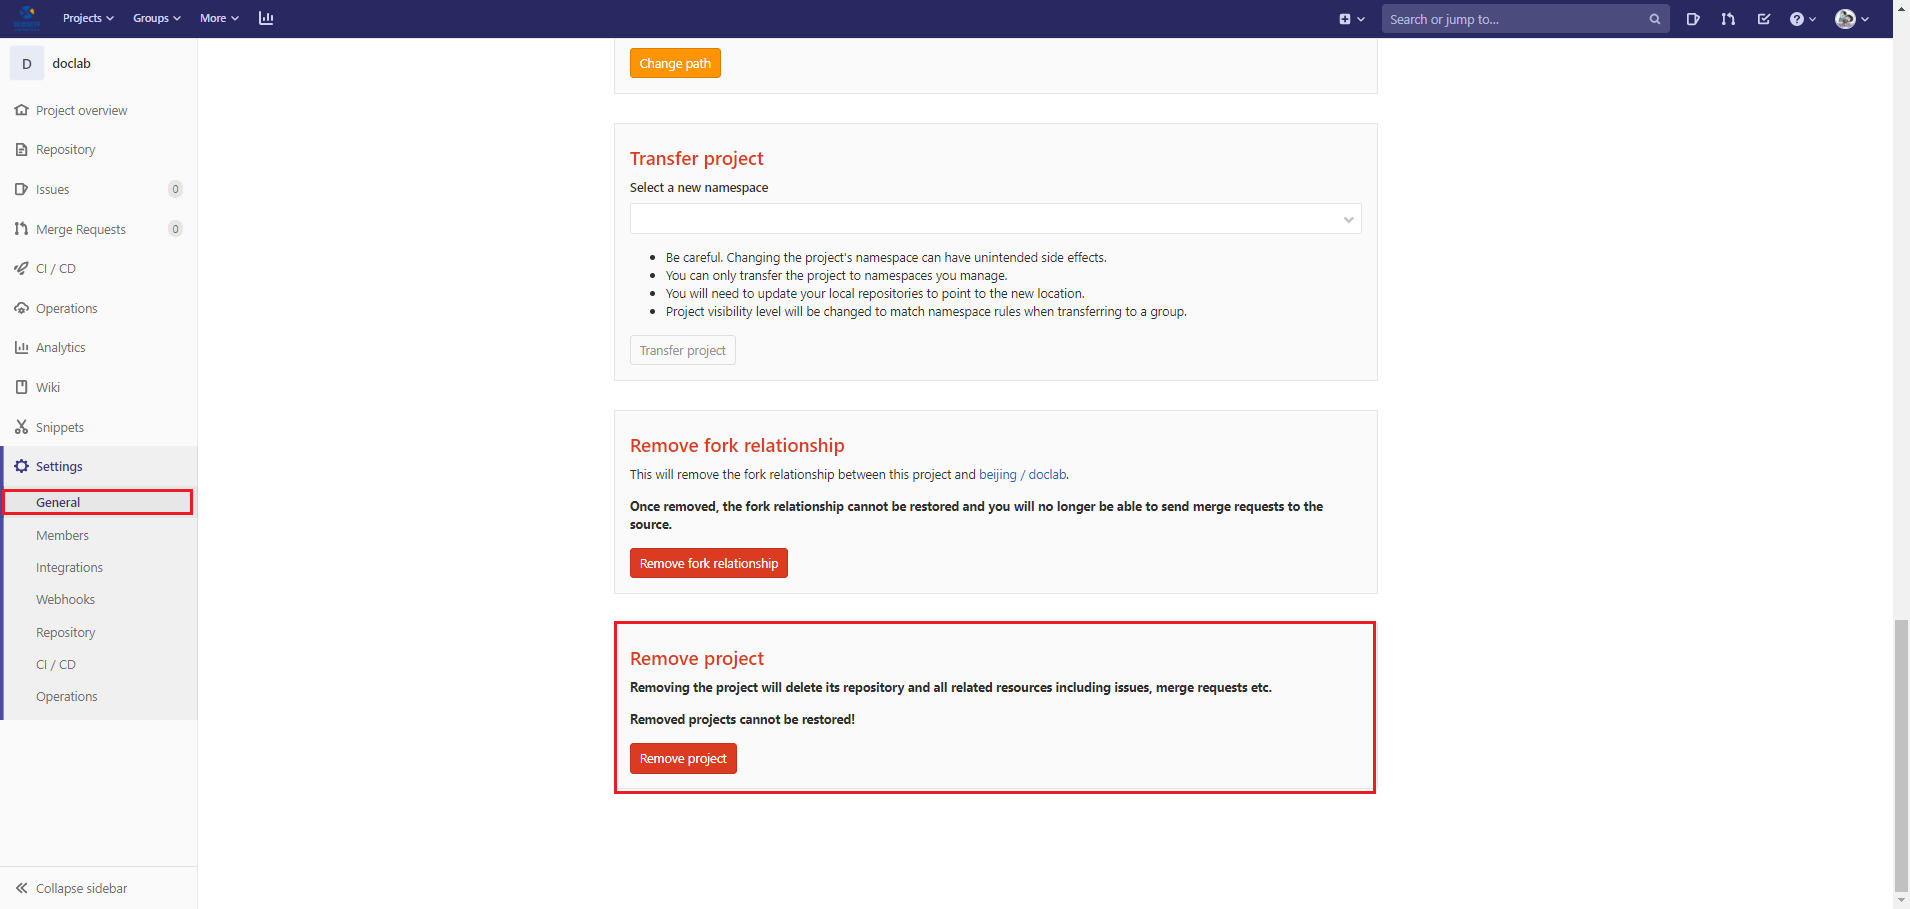 Projects
Groups
More
Search or jump to...
D
doclab
Project overview
Repository
Issues
0
Merge Requests
0
CI / CD
Operations
Analytics
Wiki
Snippets
Settings
General
Members
Integrations
Webhooks
Repository
CI / CD
Operations
Collapse sidebar
Change path
Transfer project
Select a new namespace
Be careful. Changing the project's namespace can have unintended side effects.
You can only transfer the project to namespaces you manage.
You will need to update your local repositories to point to the new location.
Project visibility level will be changed to match namespace rules when transferring to a group.
Transfer project
Remove fork relationship
This will remove the fork relationship between this project and beijing / doclab.
Once removed, the fork relationship cannot be restored and you will no longer be able to send merge requests to the
source.
Remove fork relationship
Remove project
Removing the project will delete its repository and all related resources including issues, merge requests etc.
Removed projects cannot be restored!
Remove project